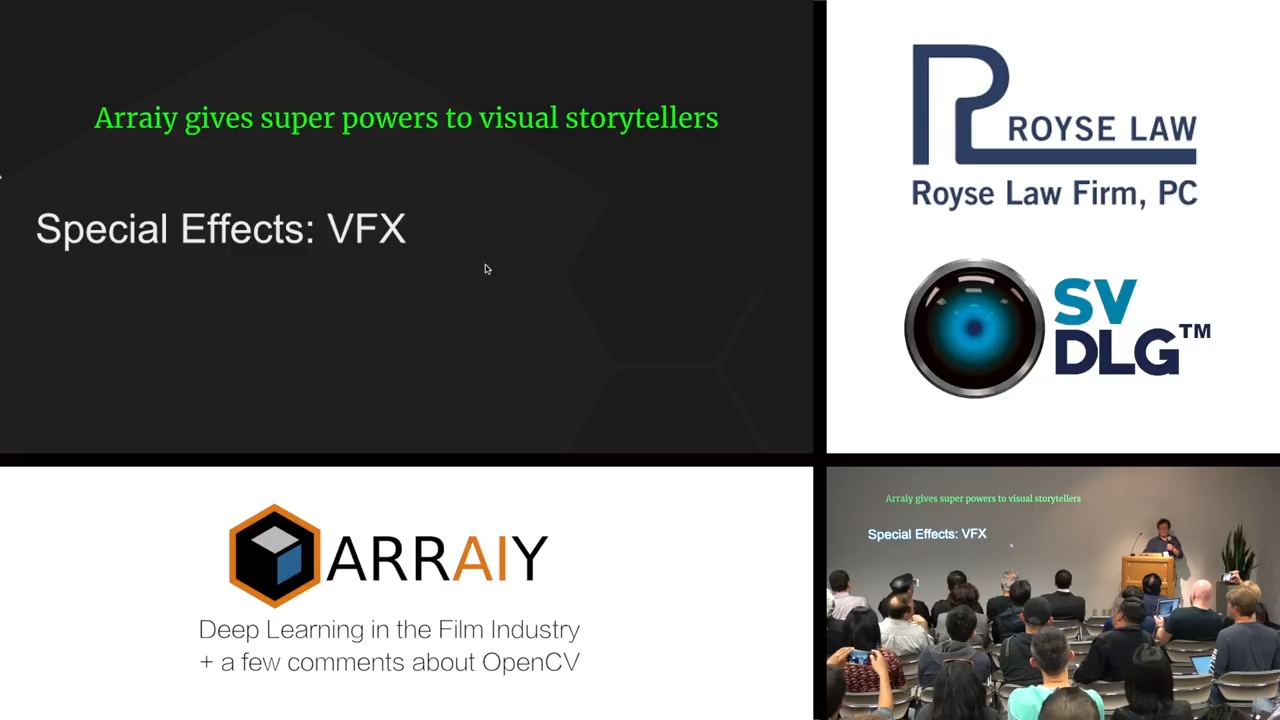 Arraiy gives super powers to visual storytellers
Special Effects: VFX
ROYSE LAW
Royse Law Firm, PC
SV
DLG™
ARRAIY
Deep Learning in the Film Industry
+ a few comments about OpenCV
Arraiy gives super powers to visual storytellers
Special Effects: VFX